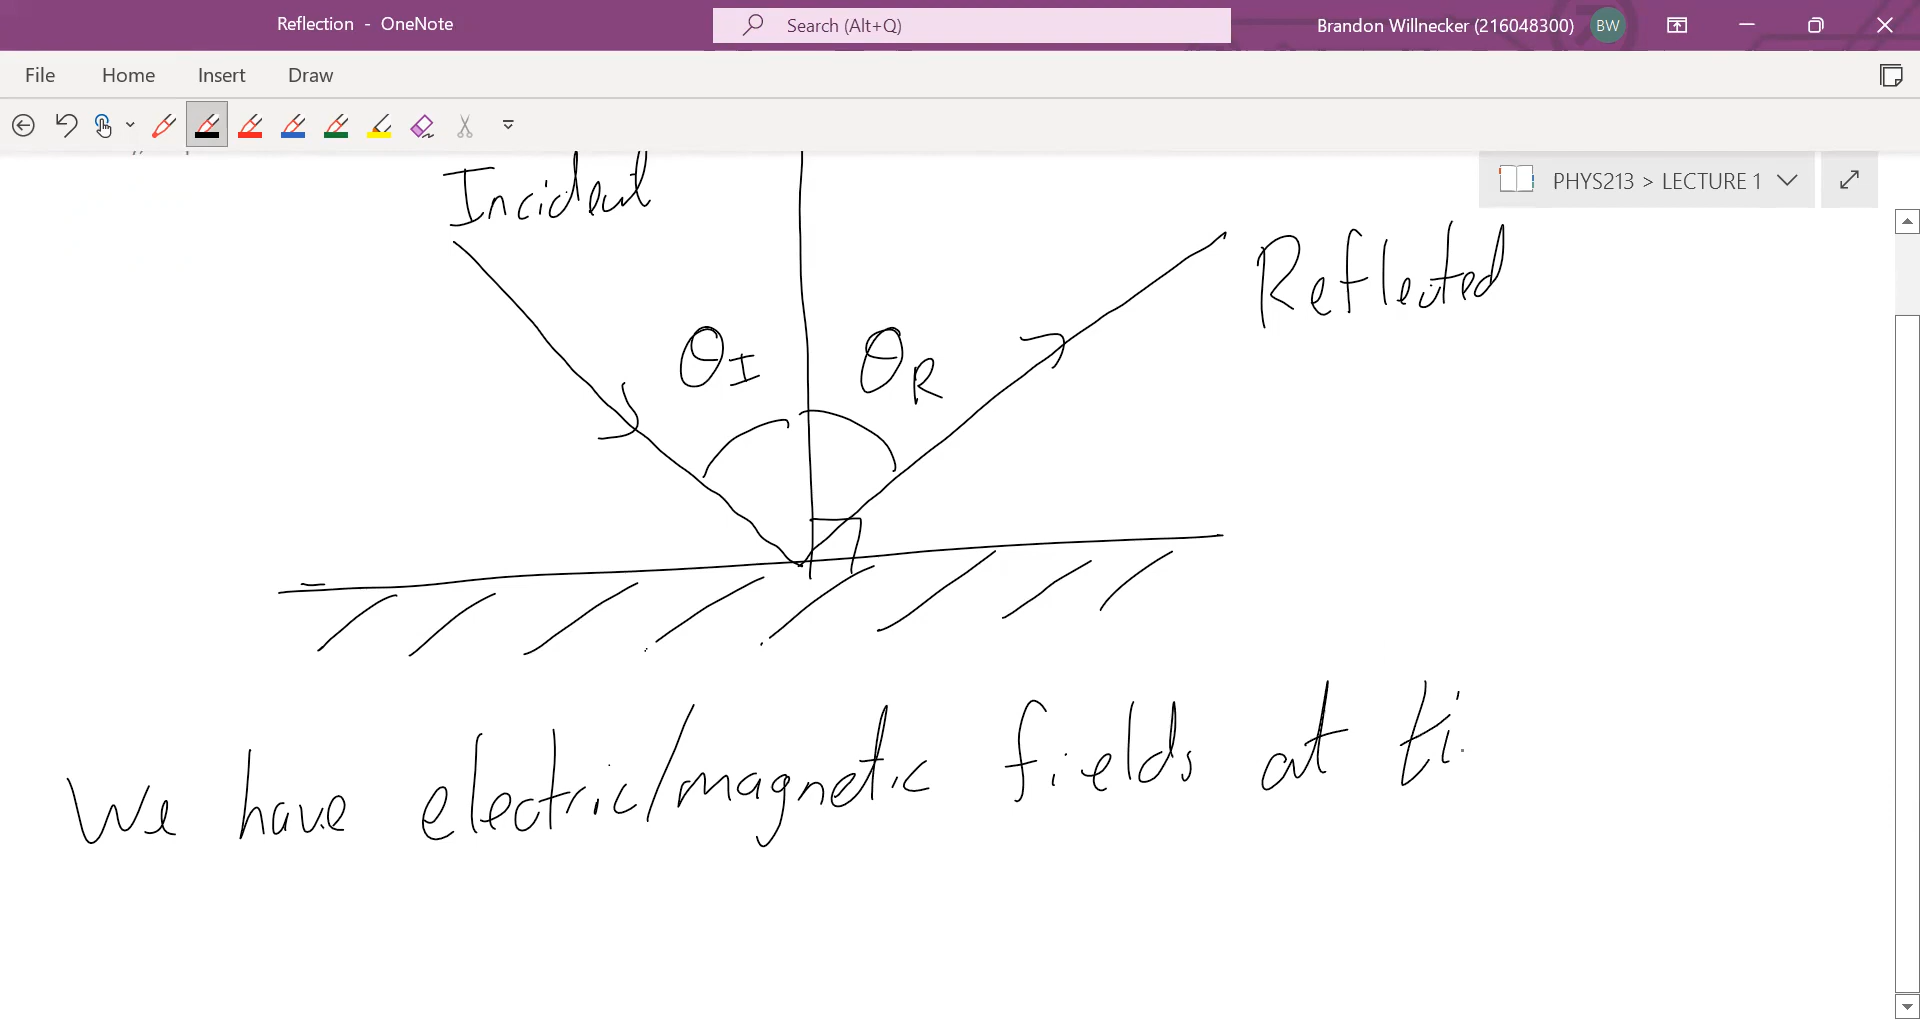 Reflection - OneNote
Search (Alt+Q)
Brandon Willnecker (216048300)
BW
File Home Insert Draw
PHYS213 > LECTURE 1
Incident
Reflected
θI θR
We have electric/magnetic fields at ti